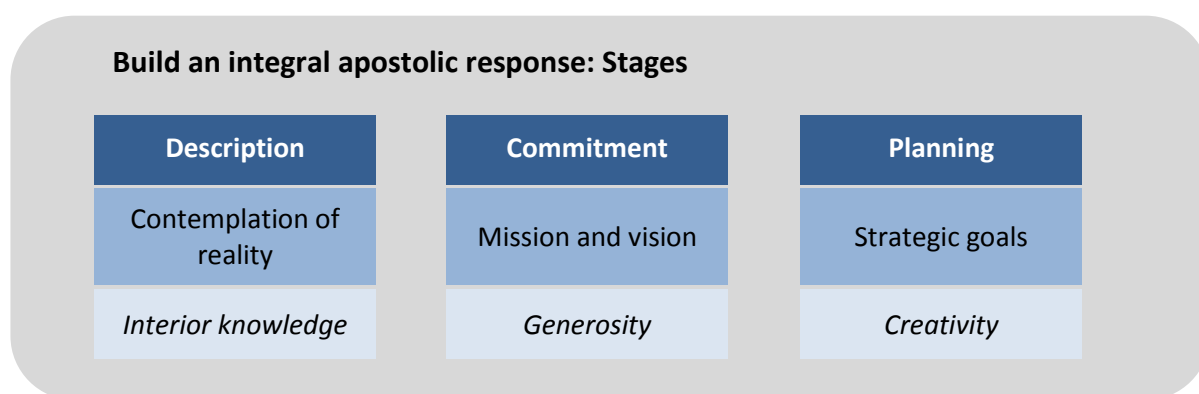 Build an integral apostolic response: Stages
Description
Contemplation of
reality
Interior knowledge
Commitment
Mission and vision
Generosity
Planning
Strategic goals
Creativity